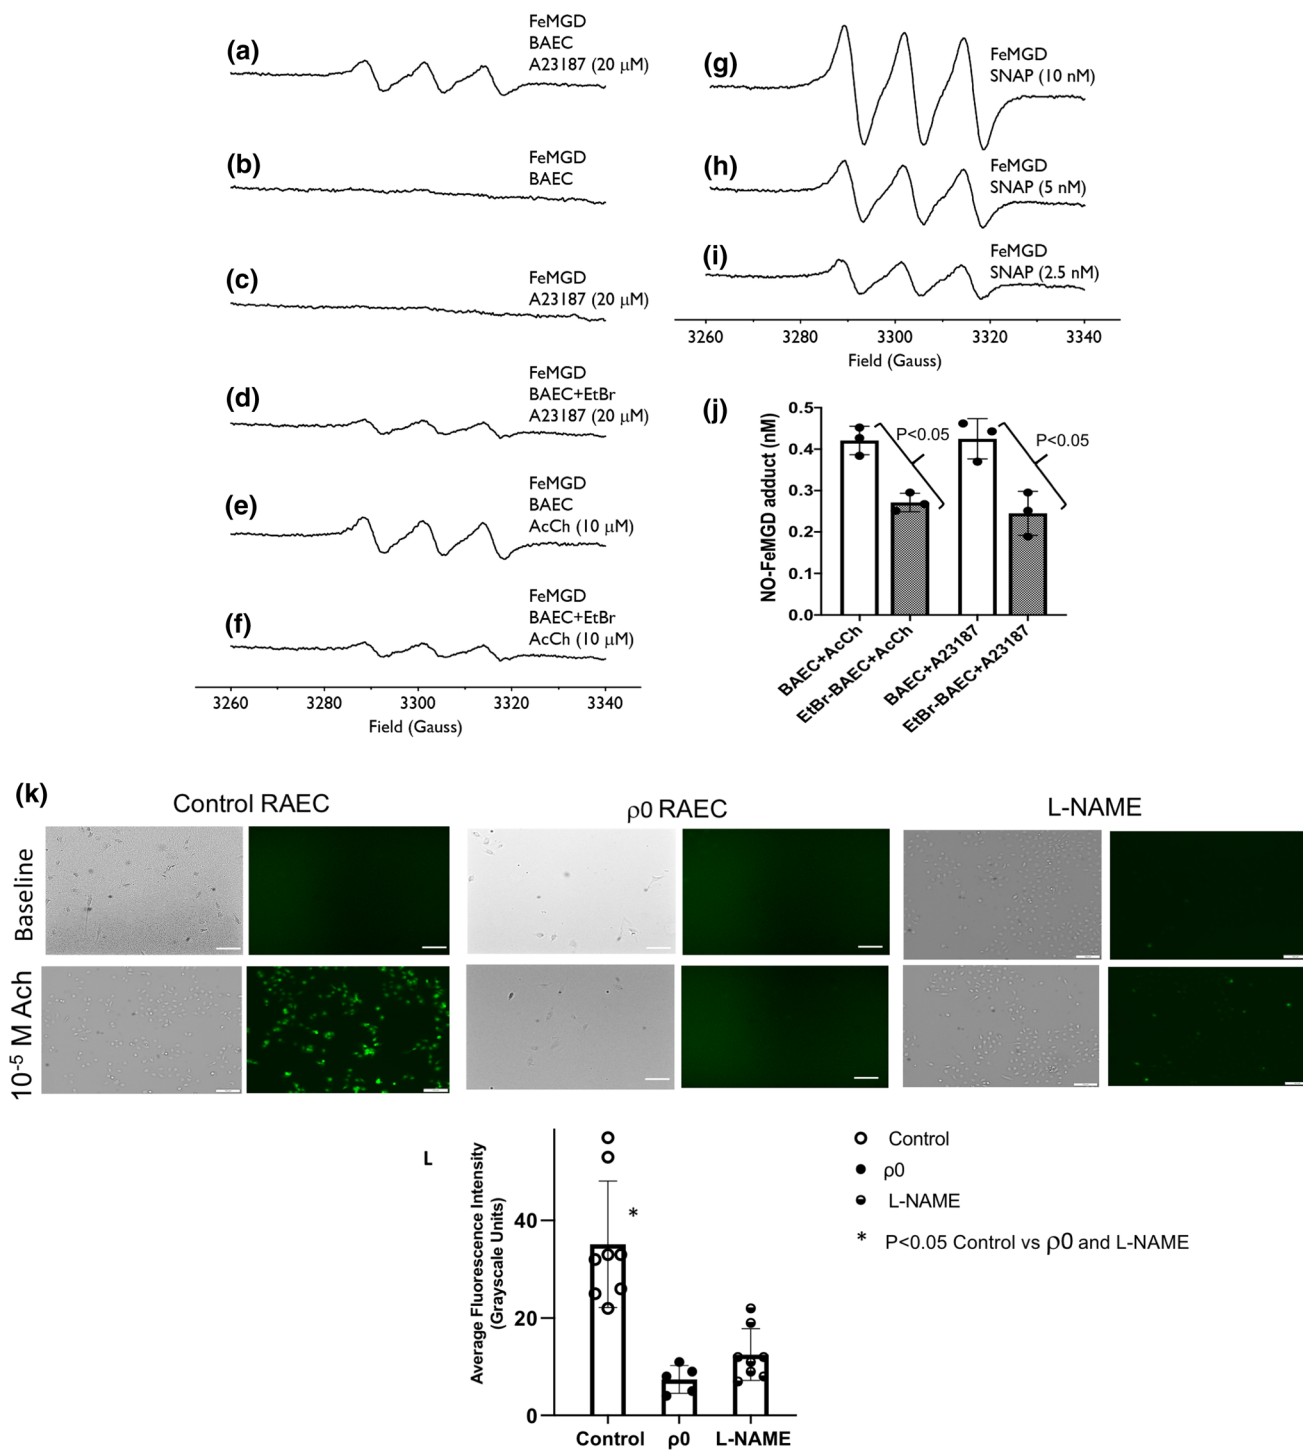 (a)
FeMGD
BAEC
A23187 (20 μM)
(b)
FeMGD
BAEC
(c)
FeMGD
A23187 (20 μM)
(d)
FeMGD
BAEC+EtBr
A23187 (20 μM)
(e)
FeMGD
BAEC
AcCh (10 μM)
(f)
FeMGD
BAEC+EtBr
AcCh (10 μM)
3260 3280 3300 3320 3340
Field (Gauss)
(g)
FeMGD
SNAP (10 nM)
(h)
FeMGD
SNAP (5 nM)
(i)
FeMGD
SNAP (2.5 nM)
3260 3280 3300 3320 3340
Field (Gauss)
(j)
NO-FeMGD adduct (nM)
0.5
0.4
0.3
0.2
0.1
0.0
P<0.05
P<0.05
BAEC+AcCh
EtBr-BAEC+AcCh
BAEC+A23187
EtBr-BAEC+A23187
(k)
Control RAEC
ρ0 RAEC
L-NAME
Baseline
10⁻⁵ M Ach
L
Average Fluorescence Intensity
(Grayscale Units)
40
20
0
*
Control ρ0 L-NAME
Control
ρ0
L-NAME
* P<0.05 Control vs ρ0 and L-NAME